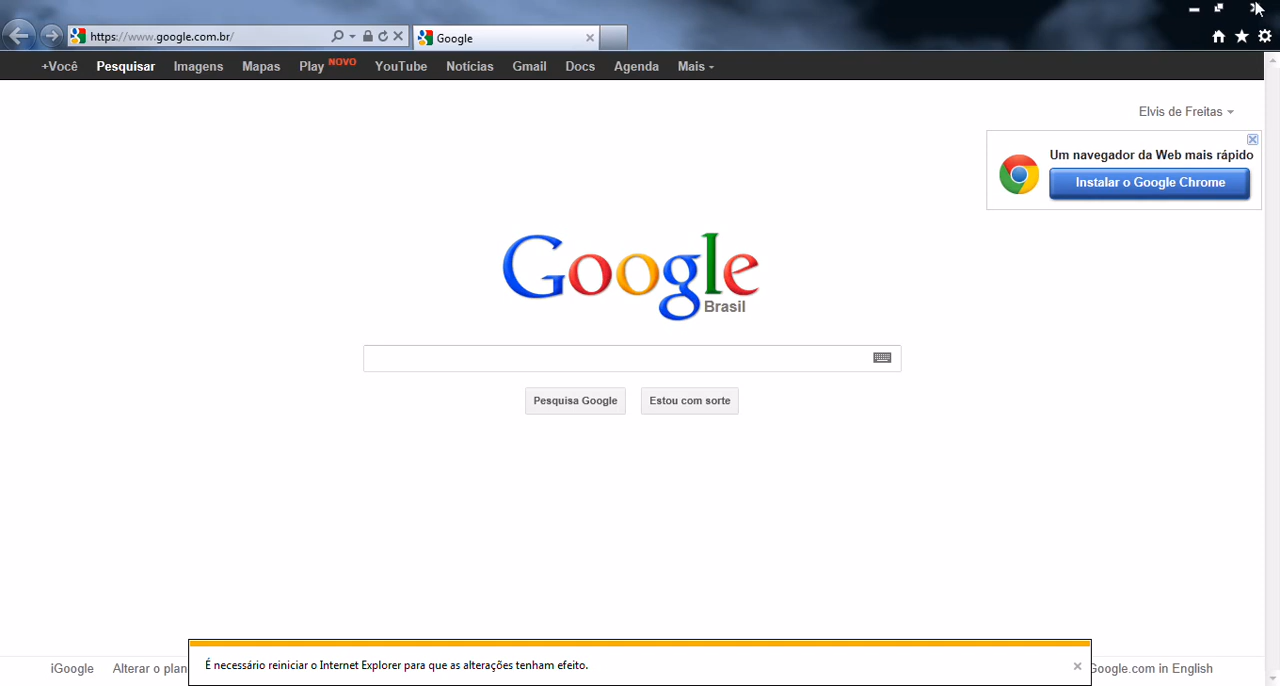 https://www.google.com.br/
Google
+Você Pesquisar Imagens Mapas Play NOVO YouTube Notícias Gmail Docs Agenda Mais
Elvis de Freitas
Um navegador da Web mais rápido
Instalar o Google Chrome
Google
Brasil
Pesquisa Google Estou com sorte
É necessário reiniciar o Internet Explorer para que as alterações tenham efeito.
iGoogle Alterar o plan Google.com in English